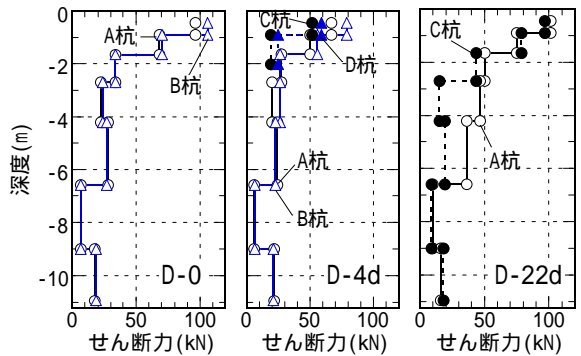 0
-2
-4
-6
-8
-10
深度(m)
A杭
B杭
D-0
0 50 100
せん断力(kN)
C杭
D杭
A杭
B杭
D-4d
0 50 100
せん断力(kN)
C杭
A杭
D-22d
0 50 100
せん断力(kN)